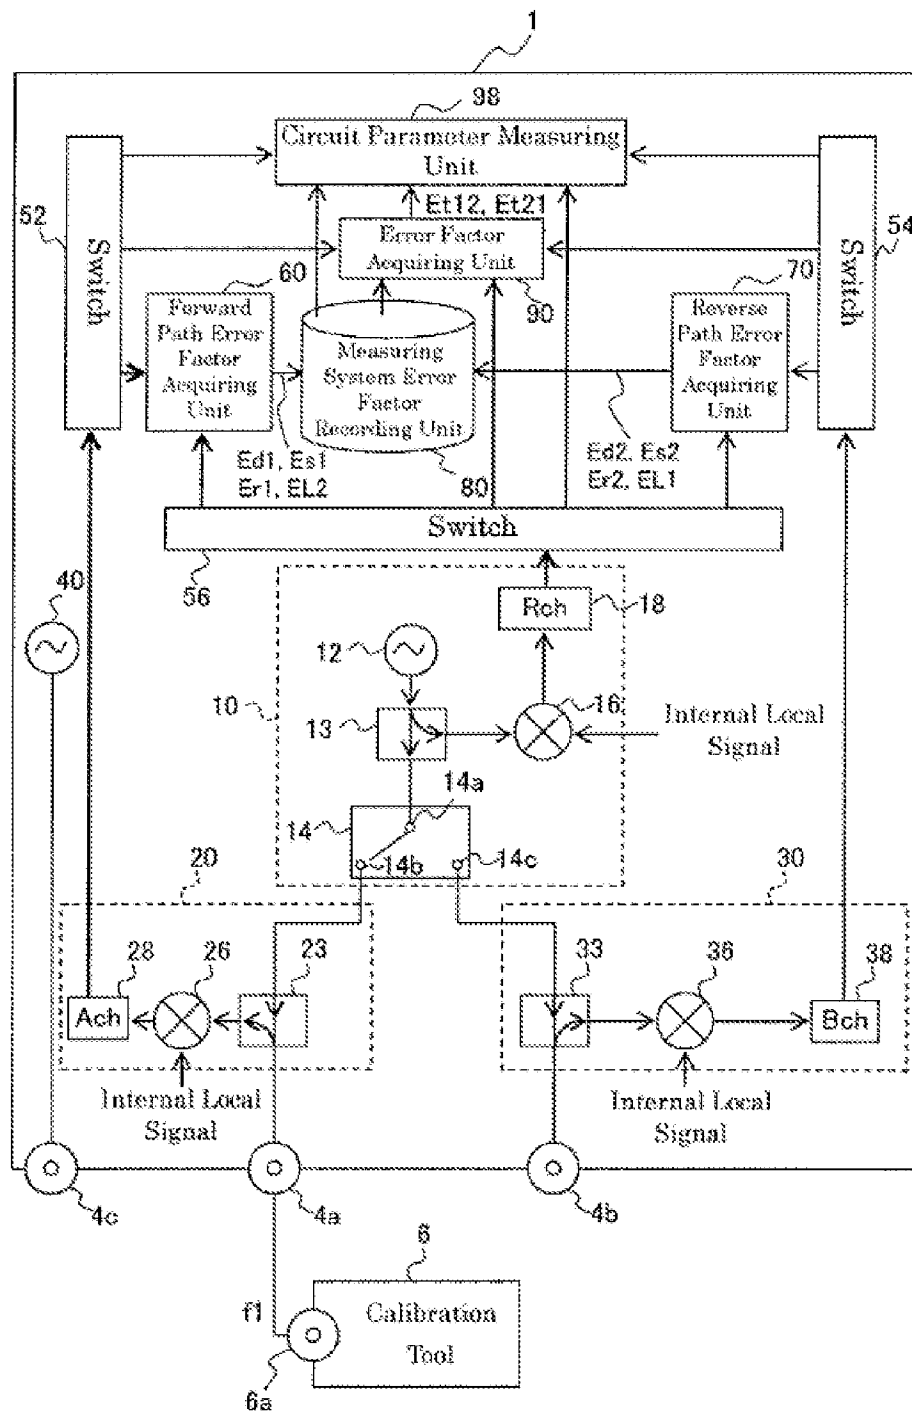 1
98
Circuit Parameter Measuring
Unit
Et12, Et21
52
Switch
Error Factor
Acquiring Unit
54
Switch
60
90
70
Forward
Path Error
Factor
Acquiring
Unit
Measuring
System Error
Factor
Recording Unit
Reverse
Path Error
Factor
Acquiring
Unit
Ed1, Es1
Er1, EL2
80
Ed2, Es2
Er2, EL1
Switch
56
40
Rch
18
12
10
13
16
Internal Local
Signal
14a
14
14b
14c
20
30
28
26
23
33
36
38
Ach
Bch
Internal Local
Signal
Internal Local
Signal
4c
4a
4b
6
f1
Calibration
Tool
6a